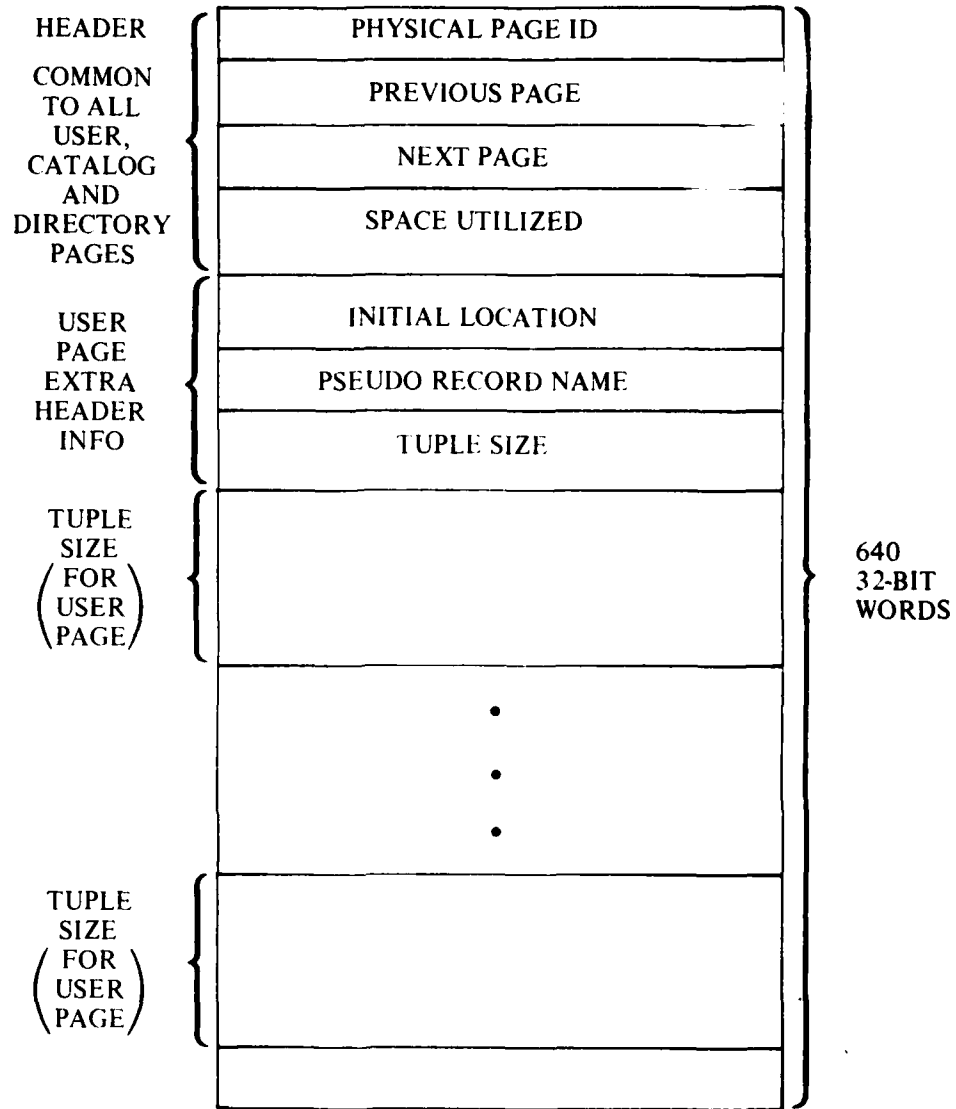 HEADER
COMMON
TO ALL
USER,
CATALOG
AND
DIRECTORY
PAGES
PHYSICAL PAGE ID
PREVIOUS PAGE
NEXT PAGE
SPACE UTILIZED
USER
PAGE
EXTRA
HEADER
INFO
INITIAL LOCATION
PSEUDO RECORD NAME
TUPLE SIZE
TUPLE
SIZE
(FOR
USER
PAGE)
640
32-BIT
WORDS
TUPLE
SIZE
(FOR
USER
PAGE)